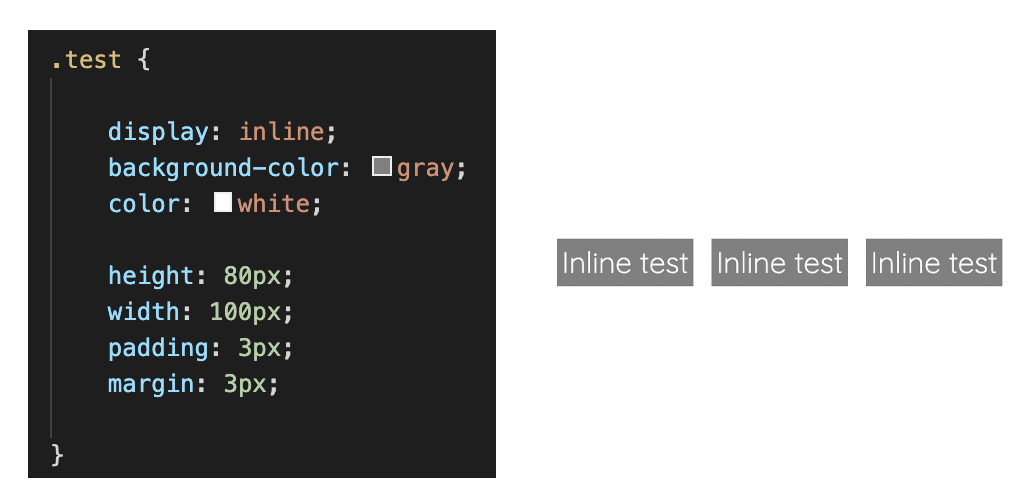 .test {
display: inline;
background-color: gray;
color: white;
height: 80px;
width: 100px;
padding: 3px;
margin: 3px;
}
Inline test Inline test Inline test